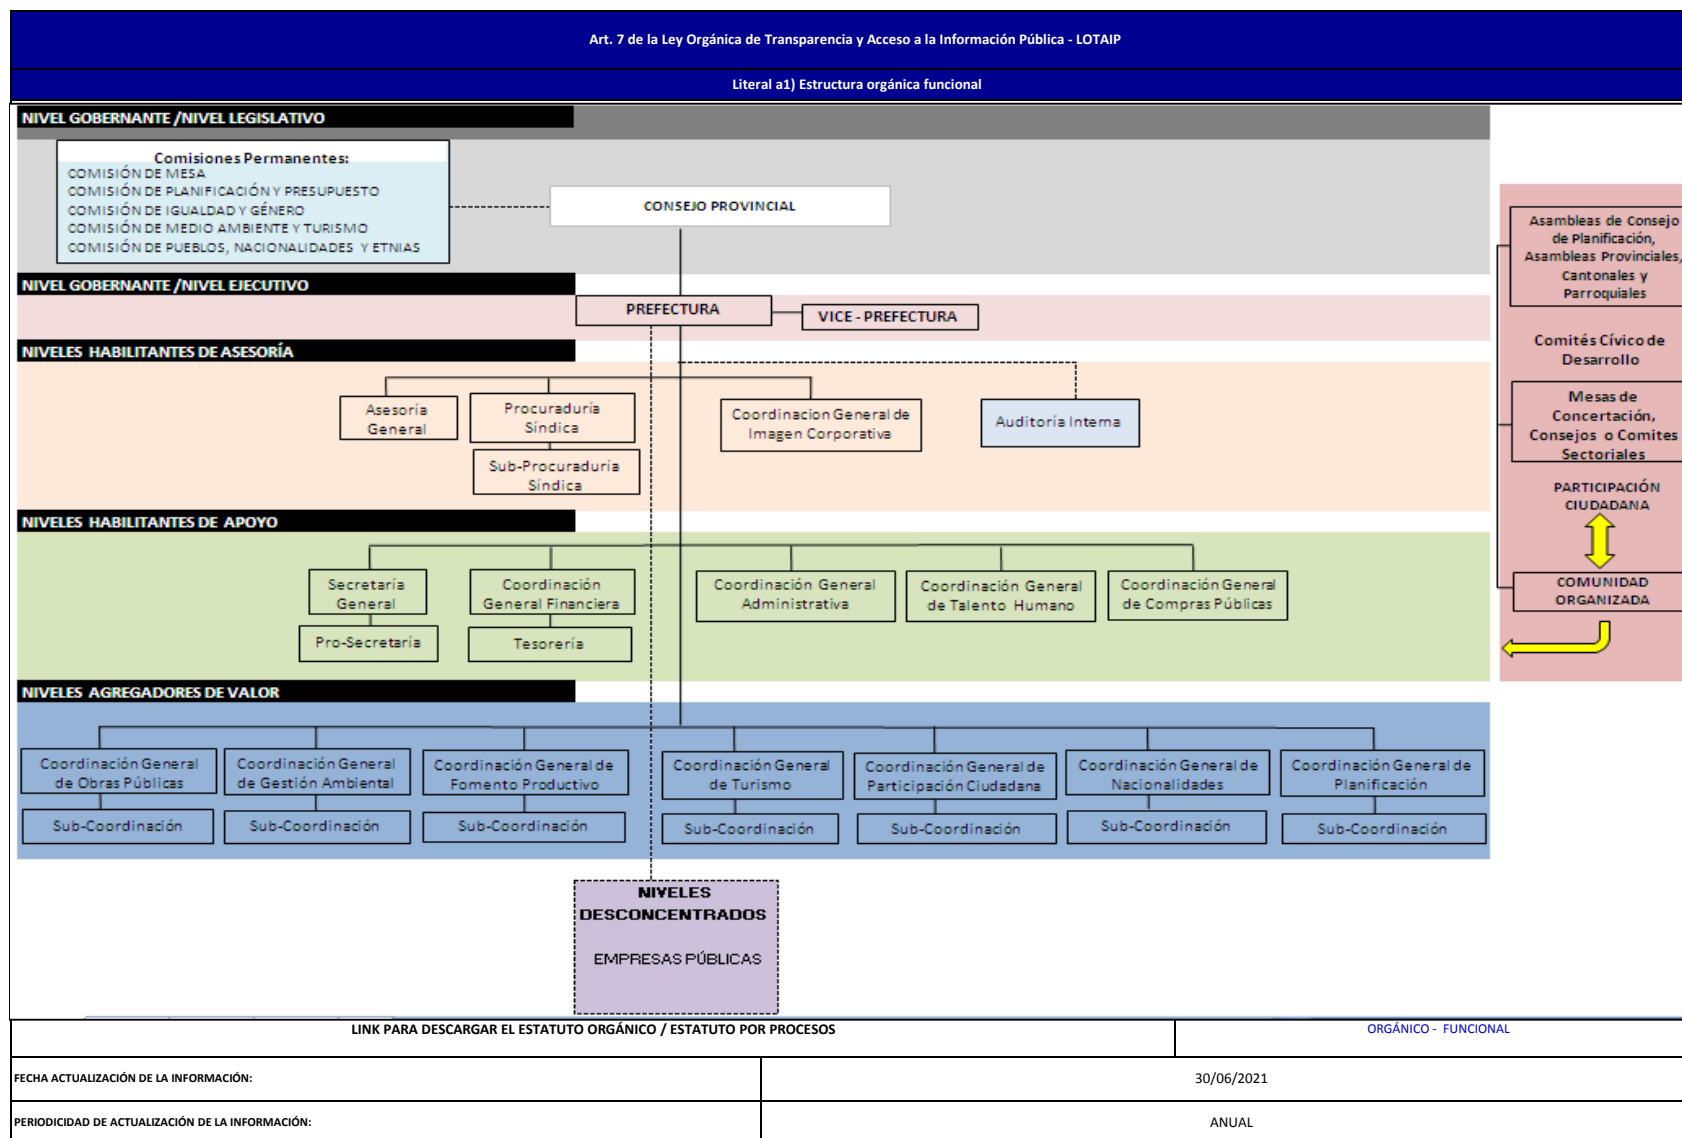 Art. 7 de la Ley Orgánica de Transparencia y Acceso a la Información Pública - LOTAIP
Literal a1) Estructura orgánica funcional
NIVEL GOBERNANTE /NIVEL LEGISLATIVO
Comisiones Permanentes:
COMISIÓN DE MESA
COMISIÓN DE PLANIFICACIÓN Y PRESUPUESTO
COMISIÓN DE IGUALDAD Y GÉNERO
COMISIÓN DE MEDIO AMBIENTE Y TURISMO
COMISIÓN DE PUEBLOS, NACIONALIDADES Y ETNIAS
CONSEJO PROVINCIAL
NIVEL GOBERNANTE /NIVEL EJECUTIVO
PREFECTURA
VICE - PREFECTURA
NIVELES HABILITANTES DE ASESORÍA
Asesoría
General
Procuraduría
Síndica
Sub-Procuraduría
Síndica
Coordinacion General de
Imagen Corporativa
Auditoría Interna
NIVELES HABILITANTES DE APOYO
Secretaría
General
Pro-Secretaría
Coordinación
General Financiera
Tesorería
Coordinación General
Administrativa
Coordinación General
de Talento Humano
Coordinación General
de Compras Públicas
NIVELES AGREGADORES DE VALOR
Coordinación General
de Obras Públicas
Sub-Coordinación
Coordinación General
de Gestión Ambiental
Sub-Coordinación
Coordinación General de
Fomento Productivo
Sub-Coordinación
Coordinación General
de Turismo
Sub-Coordinación
Coordinación General de
Participación Ciudadana
Sub-Coordinación
Coordinación General de
Nacionalidades
Sub-Coordinación
Coordinación General de
Planificación
Sub-Coordinación
NIVELES
DESCONCENTRADOS
EMPRESAS PÚBLICAS
Asambleas de Consejo
de Planificación,
Asambleas Provinciales,
Cantonales y
Parroquiales
Comités Cívico de
Desarrollo
Mesas de
Concertación,
Consejos o Comites
Sectoriales
PARTICIPACIÓN
CIUDADANA
COMUNIDAD
ORGANIZADA
LINK PARA DESCARGAR EL ESTATUTO ORGÁNICO / ESTATUTO POR PROCESOS
ORGÁNICO - FUNCIONAL
FECHA ACTUALIZACIÓN DE LA INFORMACIÓN:
30/06/2021
PERIODICIDAD DE ACTUALIZACIÓN DE LA INFORMACIÓN:
ANUAL